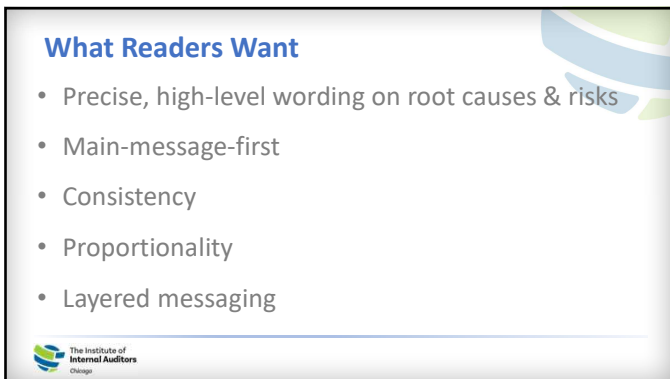 What Readers Want
• Precise, high-level wording on root causes & risks
• Main-message-first
• Consistency
• Proportionality
• Layered messaging
The Institute of
Internal Auditors
Chicago